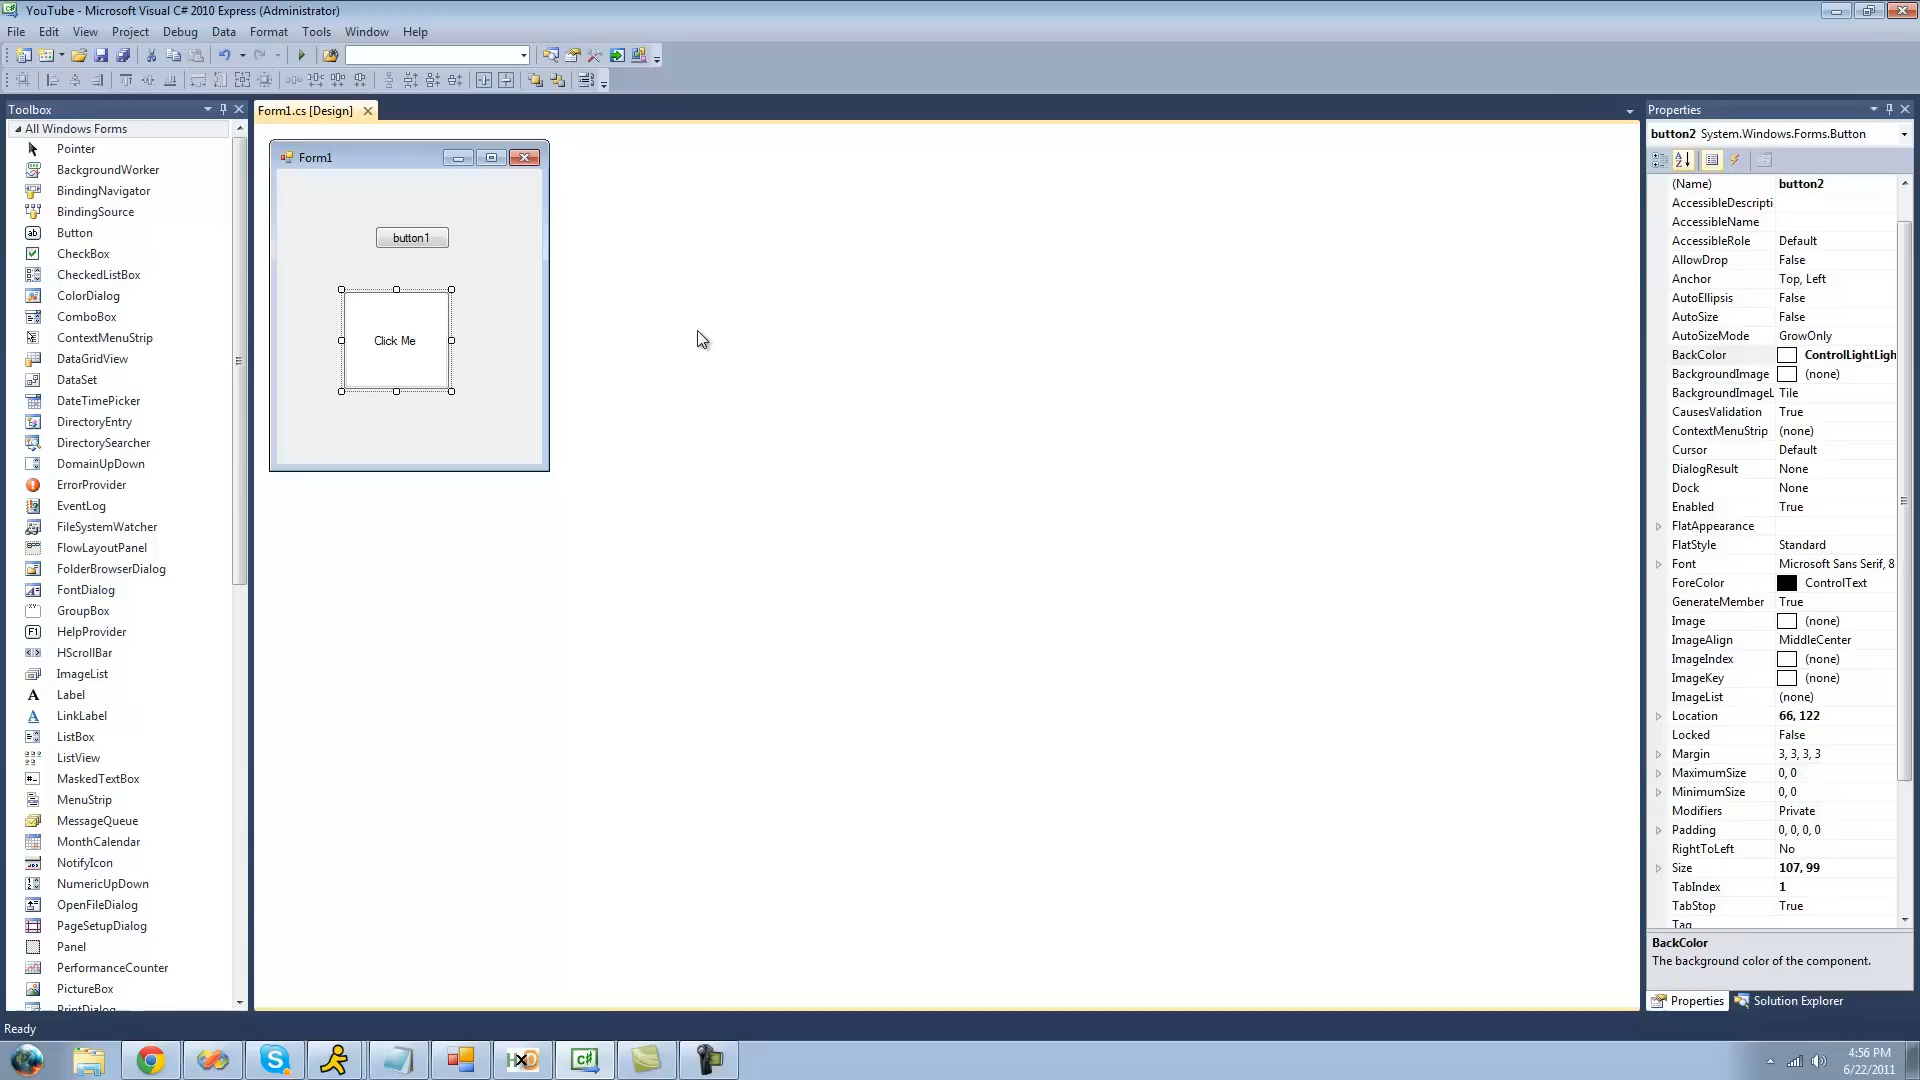 YouTube - Microsoft Visual C# 2010 Express (Administrator)
File Edit View Project Debug Data Format Tools Window Help
Toolbox
All Windows Forms
Pointer
BackgroundWorker
BindingNavigator
BindingSource
Button
CheckBox
CheckedListBox
ColorDialog
ComboBox
ContextMenuStrip
DataGridView
DataSet
DateTimePicker
DirectoryEntry
DirectorySearcher
DomainUpDown
ErrorProvider
EventLog
FileSystemWatcher
FlowLayoutPanel
FolderBrowserDialog
FontDialog
GroupBox
HelpProvider
HScrollBar
ImageList
Label
LinkLabel
ListBox
ListView
MaskedTextBox
MenuStrip
MessageQueue
MonthCalendar
NotifyIcon
NumericUpDown
OpenFileDialog
PageSetupDialog
Panel
PerformanceCounter
PictureBox
PrintDialog
Form1.cs [Design]
Form1
button1
Click Me
Properties
button2 System.Windows.Forms.Button
(Name) button2
AccessibleDescripti
AccessibleName
AccessibleRole Default
AllowDrop False
Anchor Top, Left
AutoEllipsis False
AutoSize False
AutoSizeMode GrowOnly
BackColor ControlLightLigh
BackgroundImage (none)
BackgroundImageL Tile
CausesValidation True
ContextMenuStrip (none)
Cursor Default
DialogResult None
Dock None
Enabled True
FlatAppearance
FlatStyle Standard
Font Microsoft Sans Serif, 8
ForeColor ControlText
GenerateMember True
Image (none)
ImageAlign MiddleCenter
ImageIndex (none)
ImageKey (none)
ImageList (none)
Location 66, 122
Locked False
Margin 3, 3, 3, 3
MaximumSize 0, 0
MinimumSize 0, 0
Modifiers Private
Padding 0, 0, 0, 0
RightToLeft No
Size 107, 99
TabIndex 1
TabStop True
Tag
BackColor
The background color of the component.
Properties Solution Explorer
Ready
4:56 PM
6/22/2011